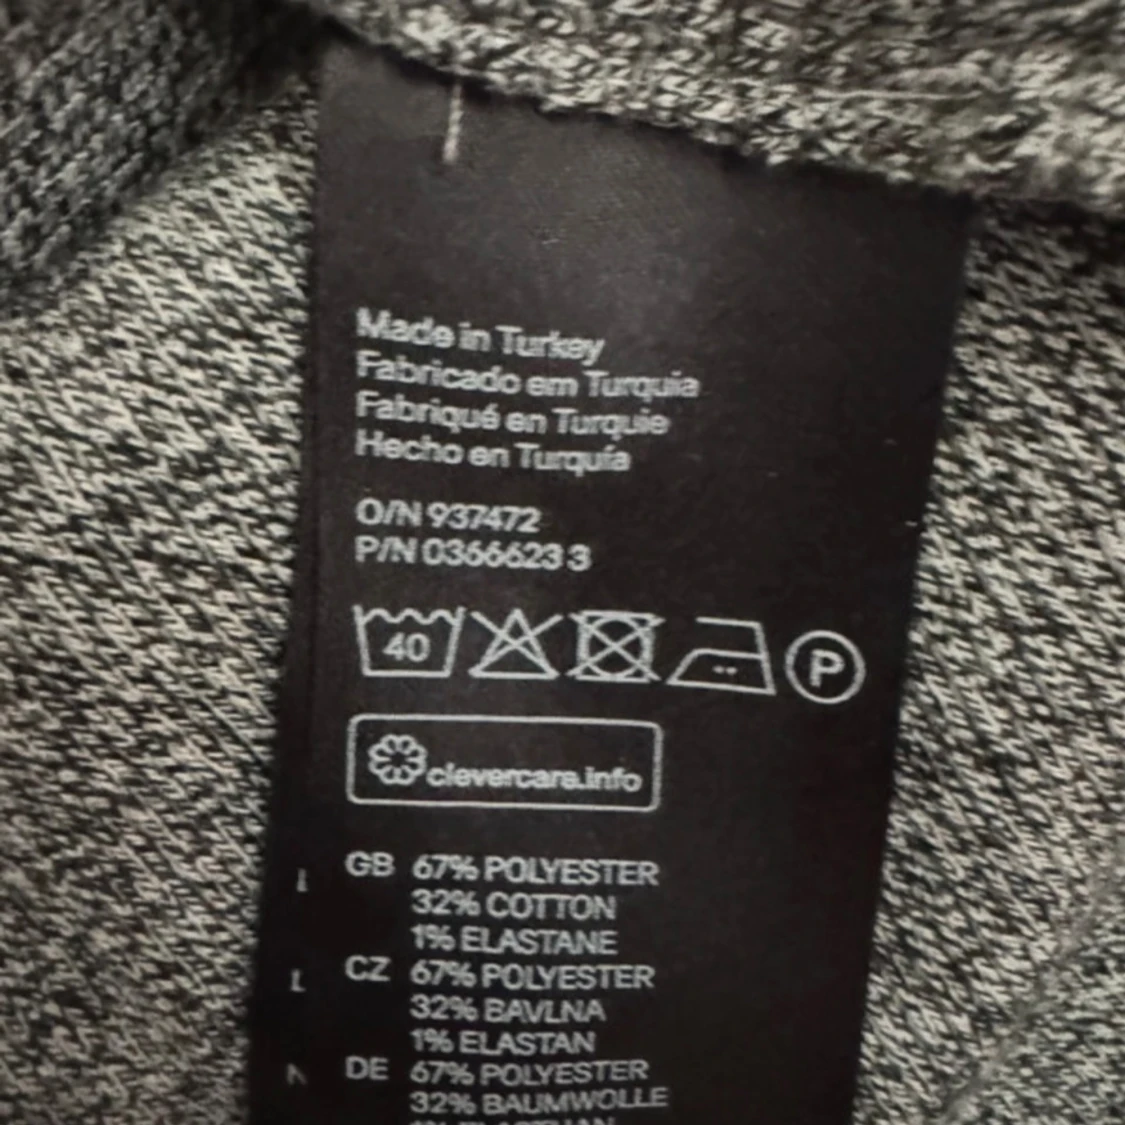 Made in Turkey
Fabricado em Turquia
Fabriqué en Turquie
Hecho en Turquía
O/N 937472
P/N 0366623 3
40
P
clevercare.info
GB 67% POLYESTER
32% COTTON
1% ELASTANE
CZ 67% POLYESTER
32% BAVLNA
1% ELASTAN
DE 67% POLYESTER
32% BAUMWOLLE